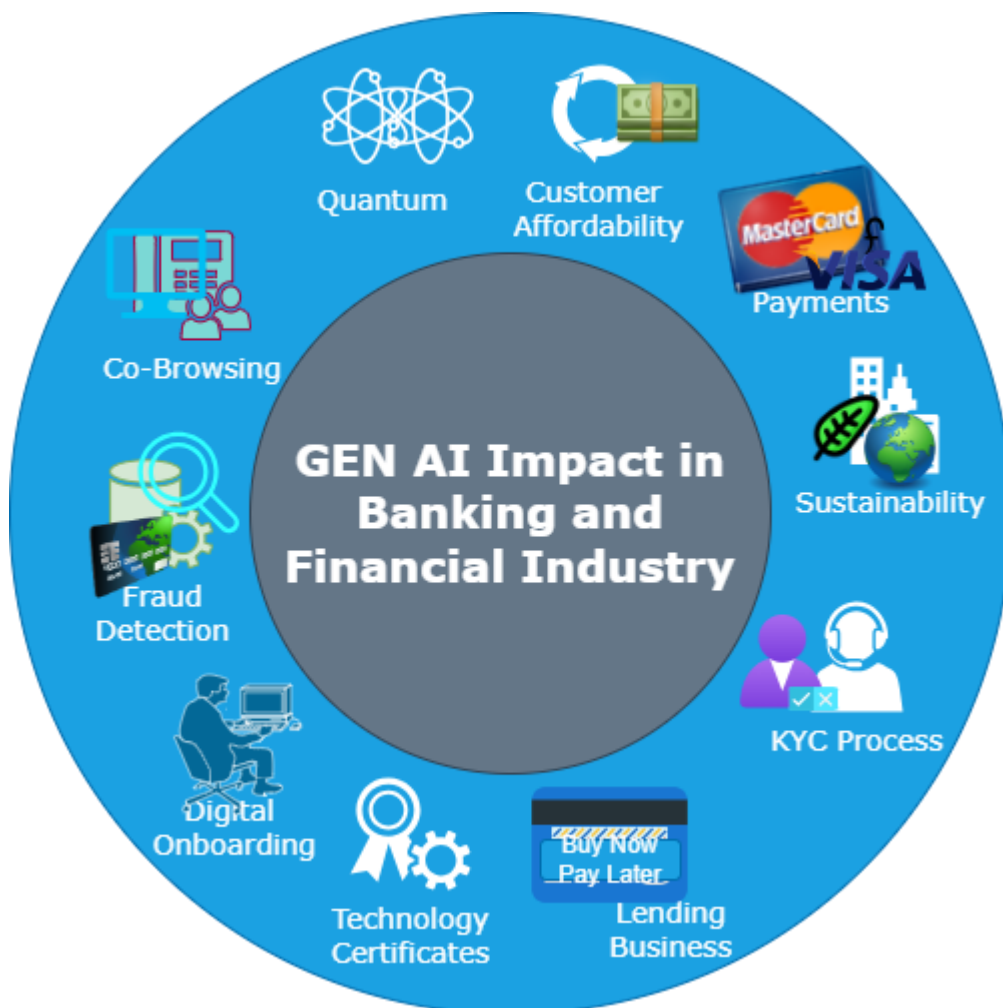 Quantum
Customer
Affordability
MasterCard
£
VISA
Payments
Co-Browsing
Sustainability
GEN AI Impact in
Banking and
Financial Industry
Fraud
Detection
KYC Process
Digital
Onboarding
Buy Now
Pay Later
Technology
Certificates
Lending
Business